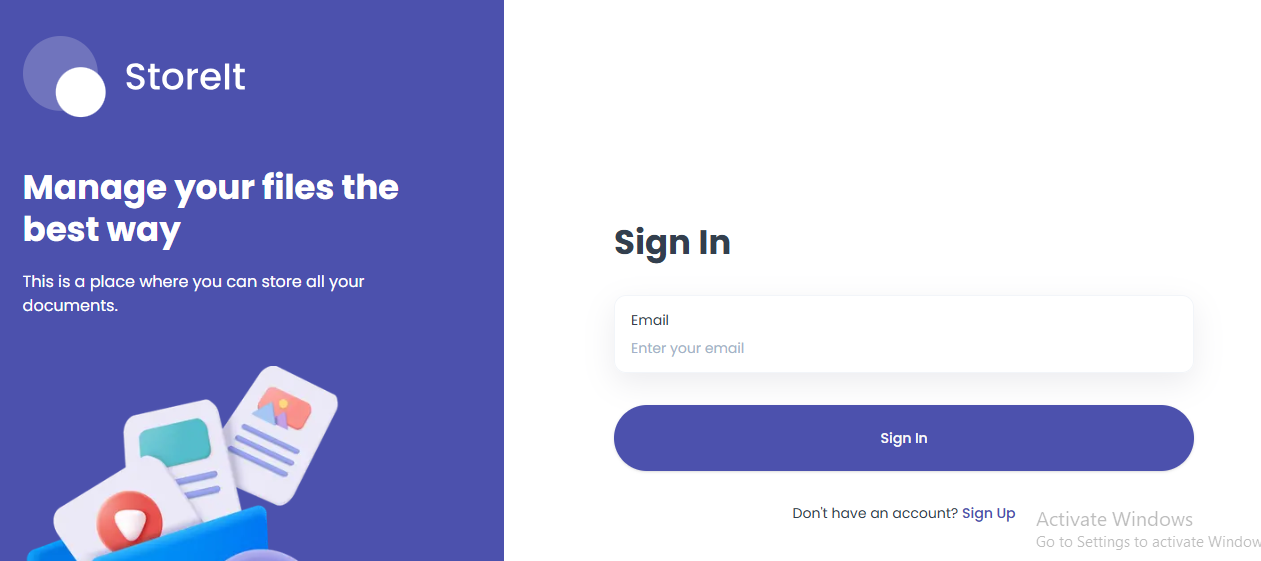 StoreIt
Manage your files the
best way
This is a place where you can store all your
documents.
Sign In
Email
Enter your email
Sign In
Don't have an account? Sign Up
Activate Windows
Go to Settings to activate Window